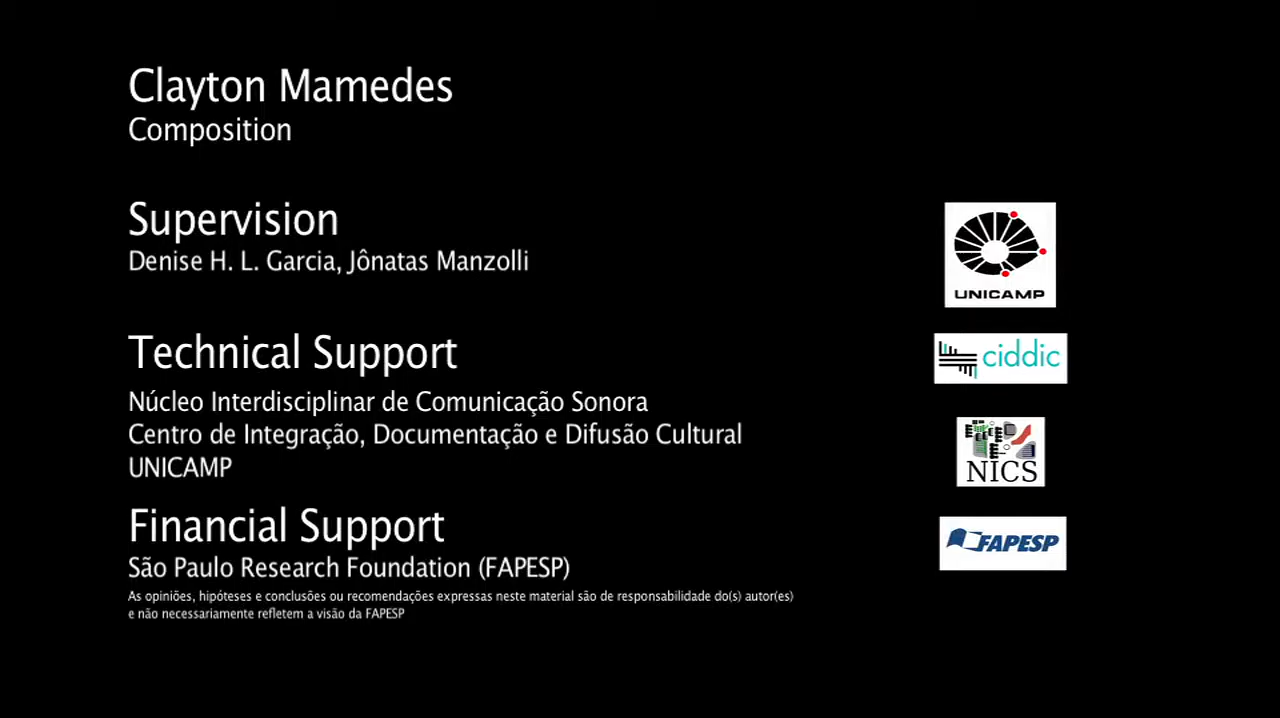 Clayton Mamedes
Composition
Supervision
Denise H. L. Garcia, Jônatas Manzolli
UNICAMP
Technical Support
ciddic
Núcleo Interdisciplinar de Comunicação Sonora
Centro de Integração, Documentação e Difusão Cultural
UNICAMP
NICS
Financial Support
São Paulo Research Foundation (FAPESP)
FAPESP
As opiniões, hipóteses e conclusões ou recomendações expressas neste material são de responsabilidade do(s) autor(es)
e não necessariamente refletem a visão da FAPESP